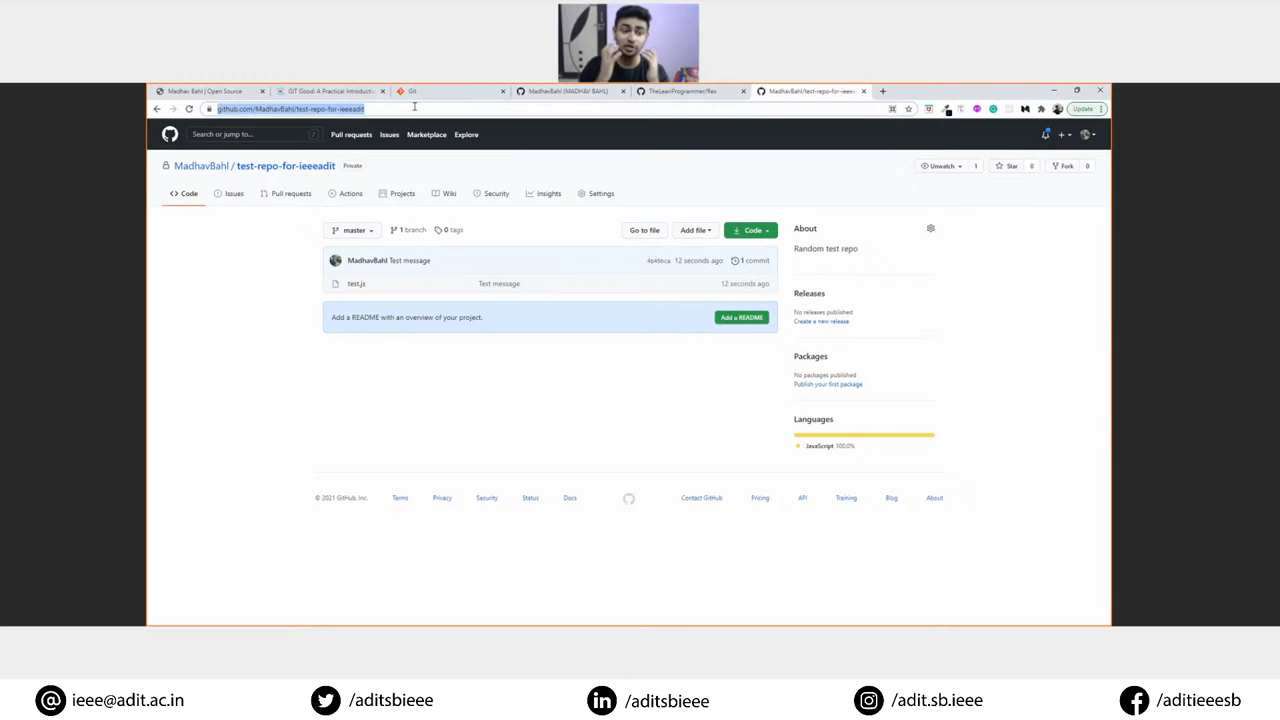 Madhav Bahl | Open Source
GIT Good: A Practical Introductio
Git
MadhavBahl (MADHAV BAHL)
TheLeanProgrammer/flex
MadhavBahl/test-repo-for-ieee
github.com/MadhavBahl/test-repo-for-ieeeadit
Update
Search or jump to...
/
Pull requests
Issues
Marketplace
Explore
MadhavBahl / test-repo-for-ieeeadit
Private
Unwatch
1
Star
0
Fork
0
Code
Issues
Pull requests
Actions
Projects
Wiki
Security
Insights
Settings
master
1 branch
0 tags
Go to file
Add file
Code
About
Random test repo
MadhavBahl Test message
12 seconds ago
1 commit
test.js
Test message
12 seconds ago
Releases
No releases published
Create a new release
Add a README with an overview of your project.
Add a README
Packages
No packages published
Publish your first package
Languages
JavaScript 100.0%
© 2021 GitHub, Inc.
Terms
Privacy
Security
Status
Docs
Contact GitHub
Pricing
API
Training
Blog
About
@ ieee@adit.ac.in
/aditsbieee
in /aditsbieee
/adit.sb.ieee
/aditieeesb